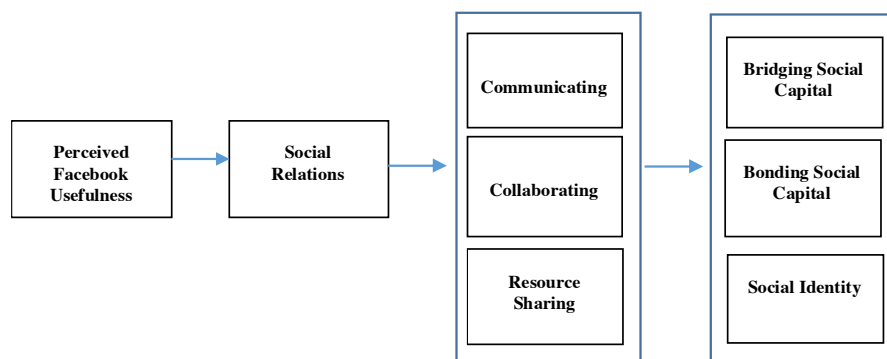 Perceived
Facebook
Usefulness
Social
Relations
Communicating
Collaborating
Resource
Sharing
Bridging Social
Capital
Bonding Social
Capital
Social Identity